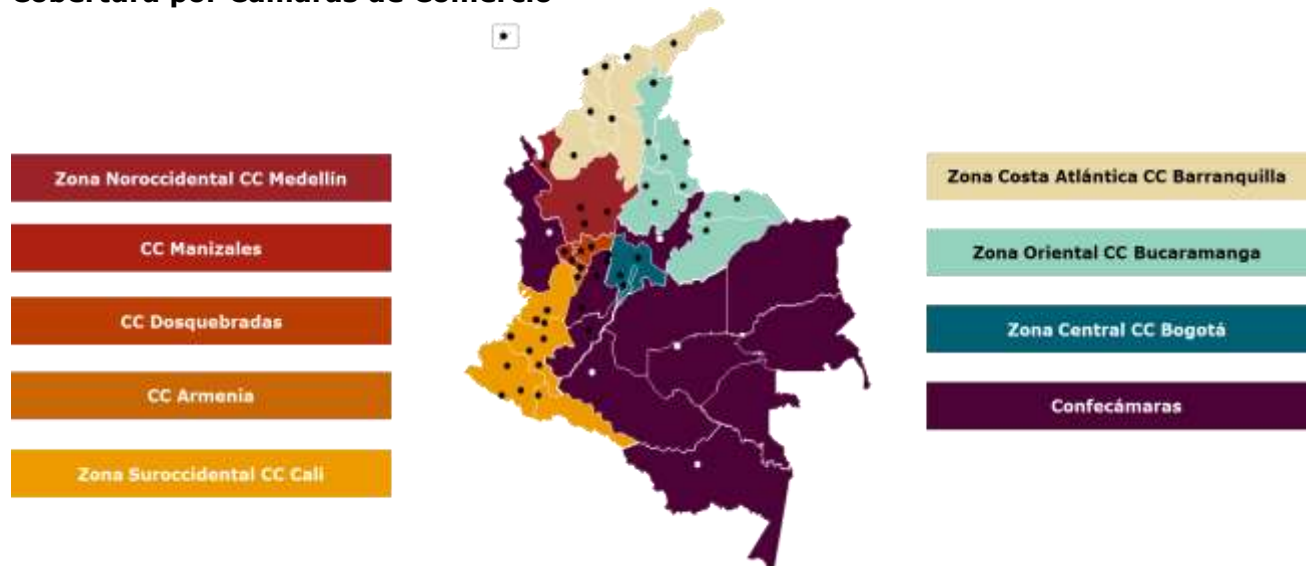 Cobertura por Cámaras de Comercio
Zona Noroccidental CC Medellín
CC Manizales
CC Dosquebradas
CC Armenia
Zona Suroccidental CC Cali
Zona Costa Atlántica CC Barranquilla
Zona Oriental CC Bucaramanga
Zona Central CC Bogotá
Confecámaras